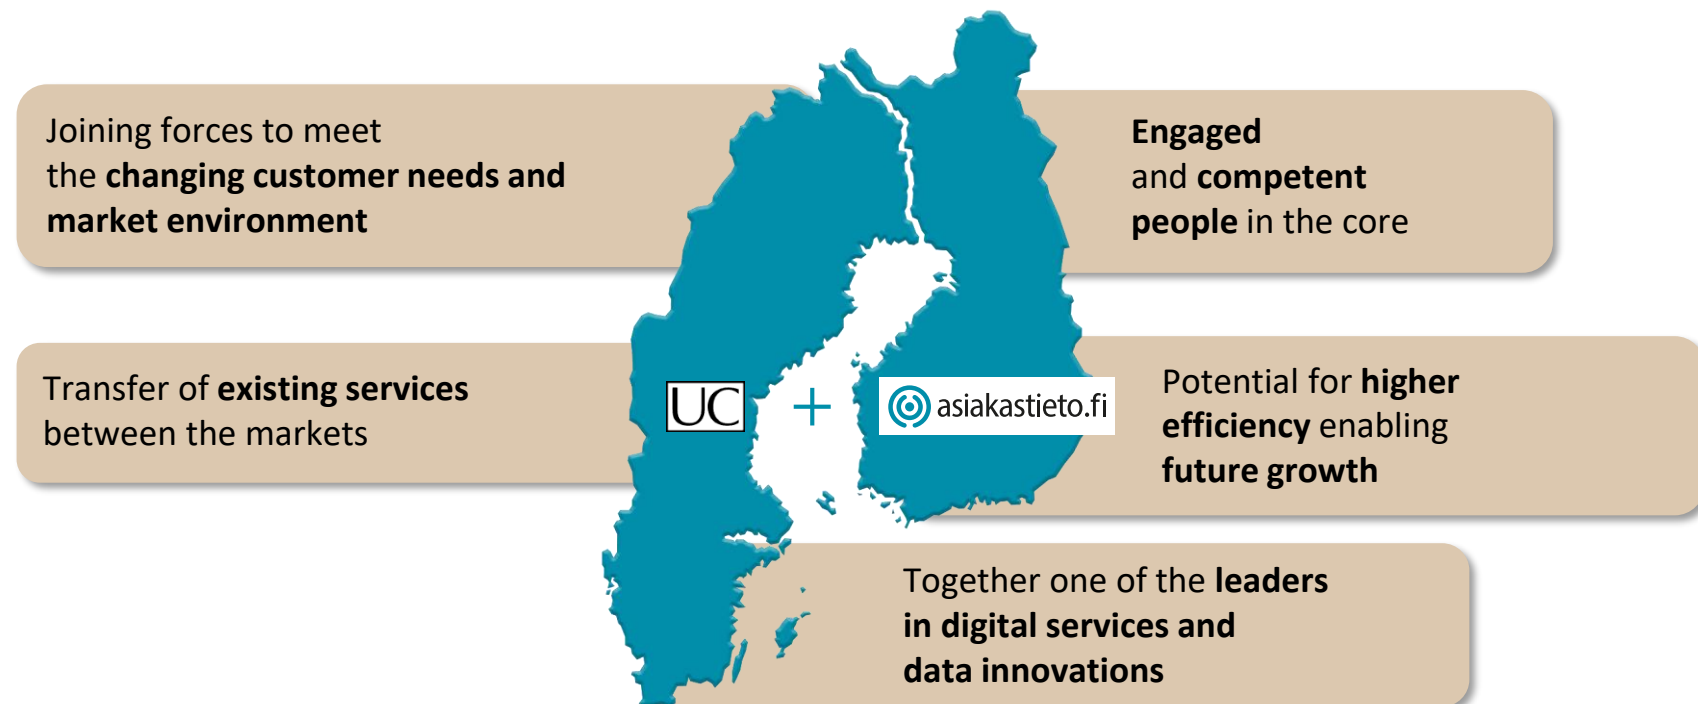 Joining forces to meet
the changing customer needs and
market environment
Engaged
and competent
people in the core
Transfer of existing services
between the markets
UC
+
asiakastieto.fi
Potential for higher
efficiency enabling
future growth
Together one of the leaders
in digital services and
data innovations